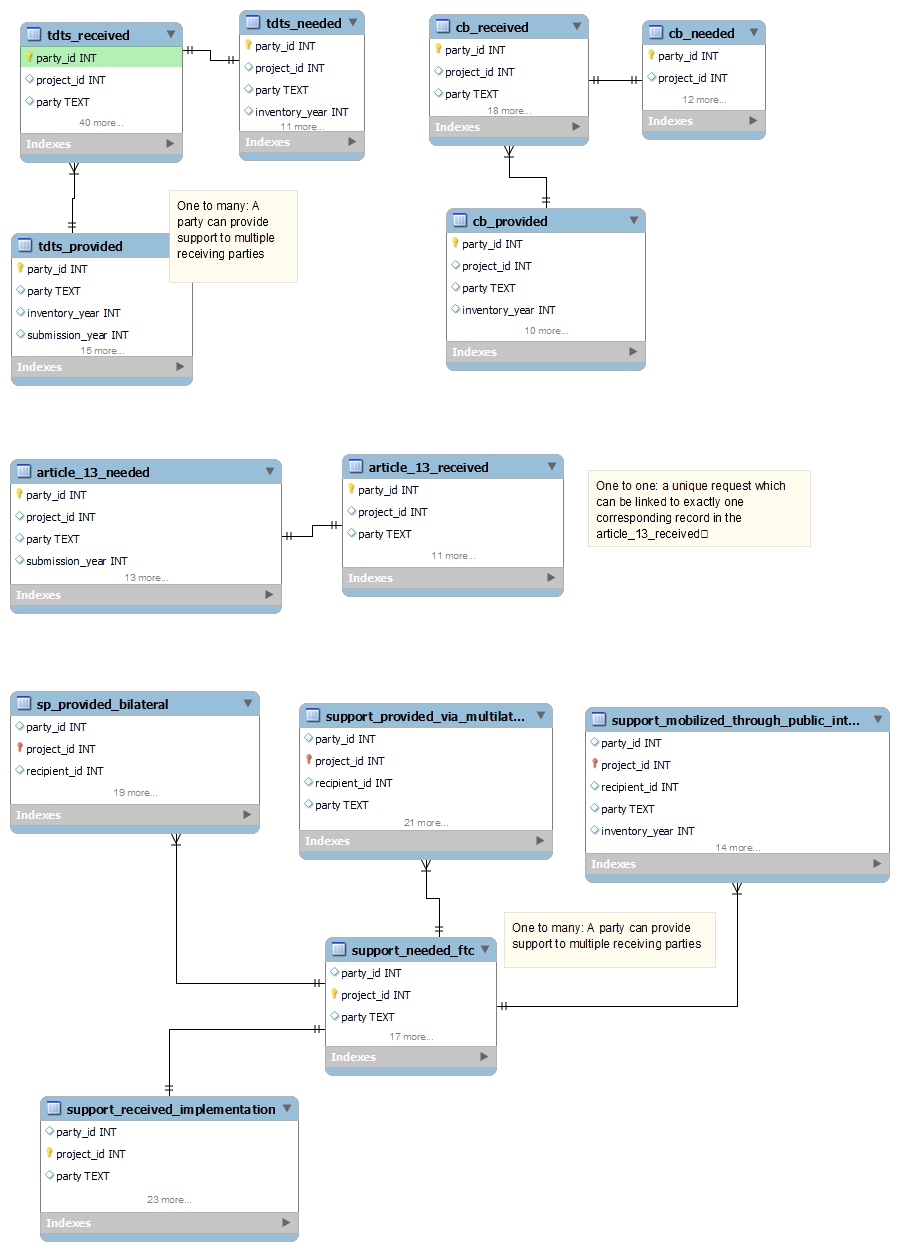 tdts_received
party_id INT
project_id INT
party TEXT
40 more...
Indexes
tdts_needed
party_id INT
project_id INT
party TEXT
inventory_year INT
11 more...
Indexes
cb_received
party_id INT
project_id INT
party TEXT
18 more...
Indexes
cb_needed
party_id INT
project_id INT
12 more...
Indexes
One to many: A
party can provide
support to multiple
receiving parties
tdts_provided
party_id INT
party TEXT
inventory_year INT
submission_year INT
15 more...
Indexes
cb_provided
party_id INT
project_id INT
party TEXT
inventory_year INT
10 more...
Indexes
article_13_needed
party_id INT
project_id INT
party TEXT
submission_year INT
13 more...
Indexes
article_13_received
party_id INT
project_id INT
party TEXT
11 more...
Indexes
One to one: a unique request which
can be linked to exactly one
corresponding record in the
article_13_received
sp_provided_bilateral
party_id INT
project_id INT
recipient_id INT
19 more...
Indexes
support_provided_via_multilat...
party_id INT
project_id INT
recipient_id INT
party TEXT
21 more...
Indexes
support_mobilized_through_public_int...
party_id INT
project_id INT
recipient_id INT
party TEXT
inventory_year INT
14 more...
Indexes
One to many: A party can provide
support to multiple receiving parties
support_needed_ftc
party_id INT
project_id INT
party TEXT
17 more...
Indexes
support_received_implementation
party_id INT
project_id INT
party TEXT
23 more...
Indexes